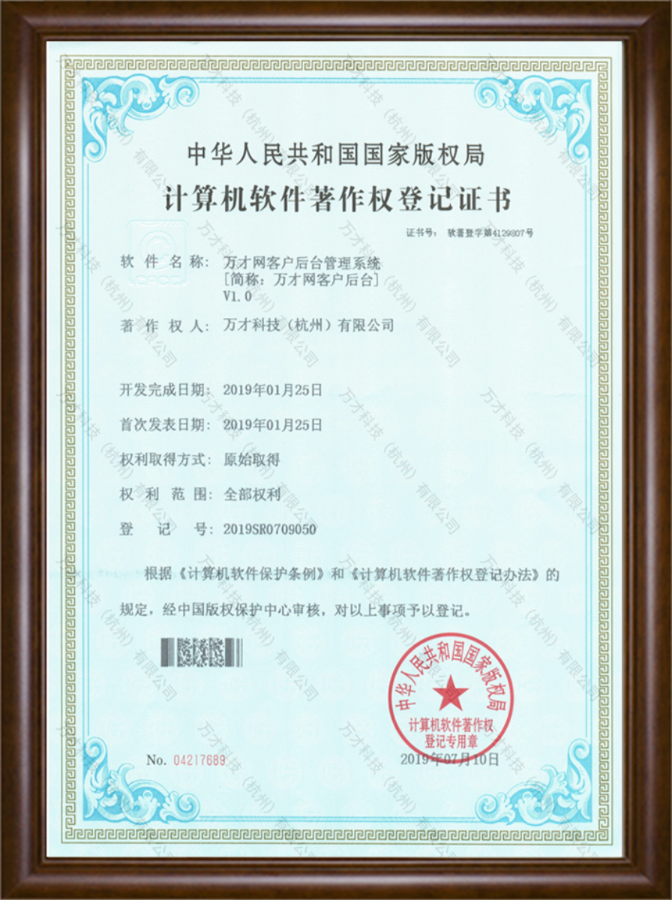 中华人民共和国国家版权局
计算机软件著作权登记证书
证书号： 软著登字第4129807号
软件名称： 万才网客户后台管理系统
[简称：万才网客户后台]
V1.0
著作权人： 万才科技（杭州）有限公司
开发完成日期： 2019年01月25日
首次发表日期： 2019年01月25日
权利取得方式： 原始取得
权利范围： 全部权利
登记号： 2019SR0709050
根据《计算机软件保护条例》和《计算机软件著作权登记办法》的
规定，经中国版权保护中心审核，对以上事项予以登记。
中华人民共和国国家版权局
计算机软件著作权
登记专用章
No. 04217689
2019年07月10日
万才科技（杭州）有限公司